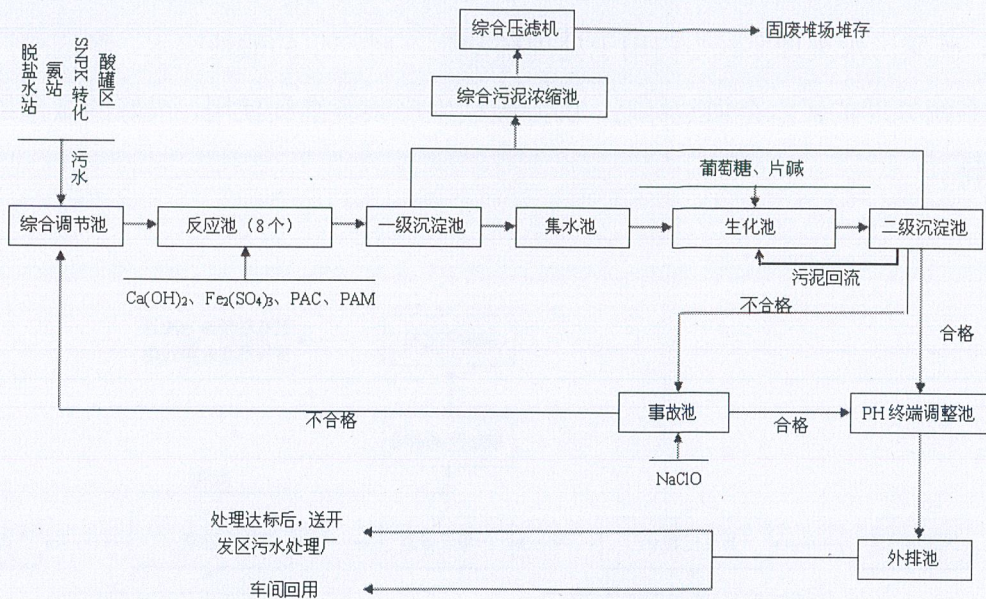 综合压滤机
固废堆场堆存
综合污泥浓缩池
脱盐水站
氨站
SNPK转化
酸罐区
污水
葡萄糖、片碱
综合调节池
反应池（8个）
一级沉淀池
集水池
生化池
二级沉淀池
污泥回流
Ca(OH)₂、Fe₂(SO₄)₃、PAC、PAM
不合格
合格
不合格
事故池
合格
PH终端调整池
NaClO
处理达标后，送开
发区污水处理厂
外排池
车间回用